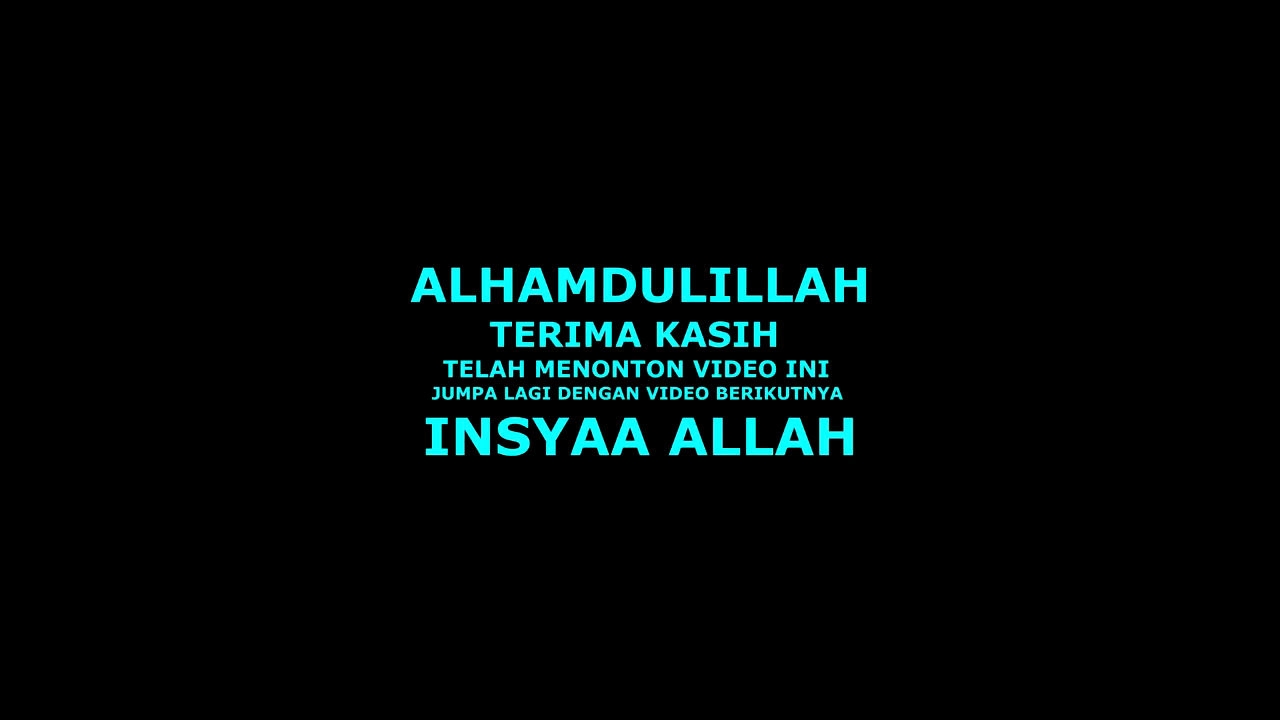 ALHAMDULILLAH
TERIMA KASIH
TELAH MENONTON VIDEO INI
JUMPA LAGI DENGAN VIDEO BERIKUTNYA
INSYAA ALLAH